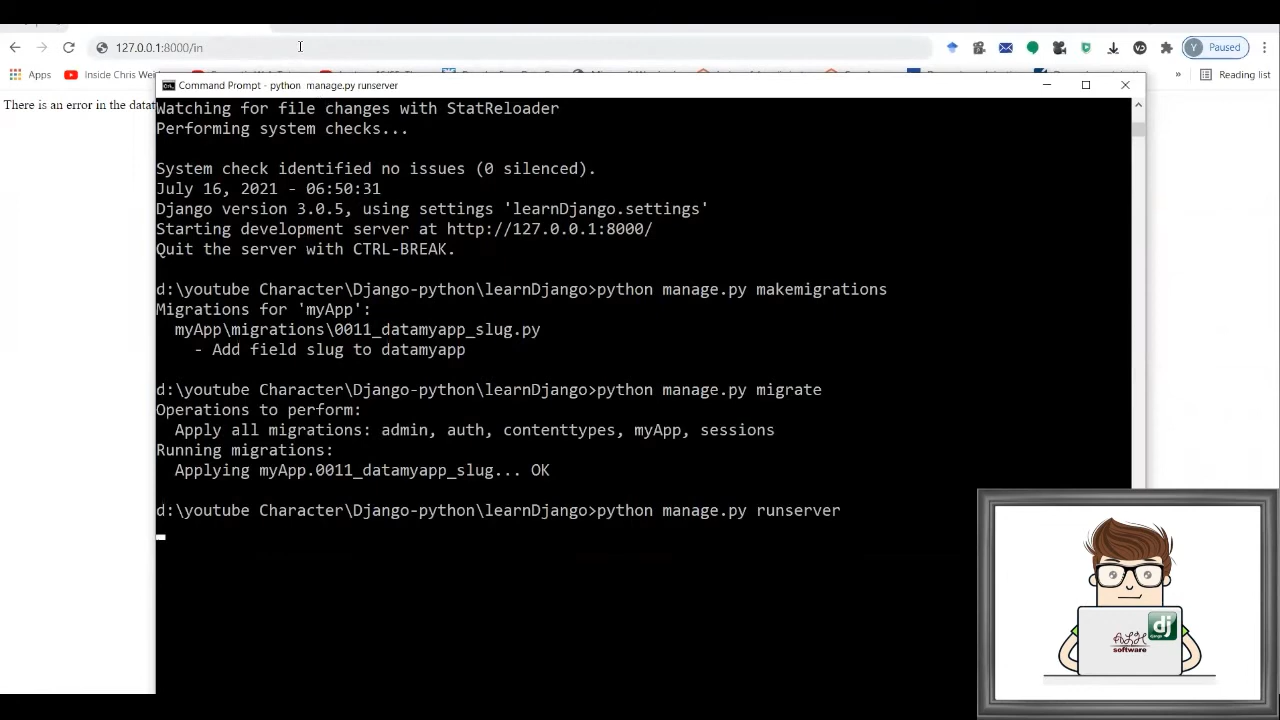 127.0.0.1:8000/in
Paused
Apps
Inside Chris
Reading list
There is an error in the
Command Prompt - python manage.py runserver
Watching for file changes with StatReloader
Performing system checks...
System check identified no issues (0 silenced).
July 16, 2021 - 06:50:31
Django version 3.0.5, using settings 'learnDjango.settings'
Starting development server at http://127.0.0.1:8000/
Quit the server with CTRL-BREAK.
d:\youtube Character\Django-python\learnDjango>python manage.py makemigrations
Migrations for 'myApp':
myApp\migrations\0011_datamyapp_slug.py
- Add field slug to datamyapp
d:\youtube Character\Django-python\learnDjango>python manage.py migrate
Operations to perform:
Apply all migrations: admin, auth, contenttypes, myApp, sessions
Running migrations:
Applying myApp.0011_datamyapp_slug... OK
d:\youtube Character\Django-python\learnDjango>python manage.py runserver
dj
django
software